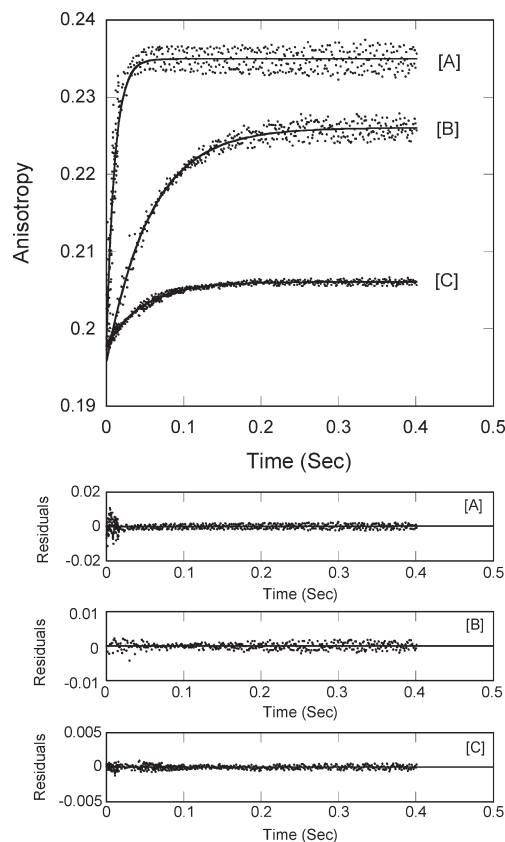 0.24
[A]
0.23
[B]
0.22
Anisotropy
0.21
[C]
0.2
0.19
0 0.1 0.2 0.3 0.4 0.5
Time (Sec)
0.02
[A]
Residuals
0
-0.02
0 0.1 0.2 0.3 0.4 0.5
Time (Sec)
0.01
[B]
Residuals
0
-0.01
0 0.1 0.2 0.3 0.4 0.5
Time (Sec)
0.005
[C]
Residuals
0
-0.005
0 0.1 0.2 0.3 0.4 0.5
Time (Sec)